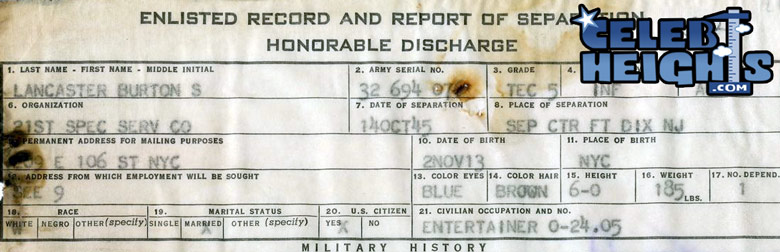 ENLISTED RECORD AND REPORT OF SEPARATION
HONORABLE DISCHARGE
CELEB HEIGHTS .COM
1. LAST NAME - FIRST NAME - MIDDLE INITIAL 2. ARMY SERIAL NO. 3. GRADE 4.
LANCASTER BURTON S 32 694 TEC 5 INF
6. ORGANIZATION 7. DATE OF SEPARATION 8. PLACE OF SEPARATION
21ST SPEC SERV CO 14OCT45 SEP CTR FT DIX NJ
PERMANENT ADDRESS FOR MAILING PURPOSES 10. DATE OF BIRTH 11. PLACE OF BIRTH
E 106 ST NYC 2NOV13 NYC
ADDRESS FROM WHICH EMPLOYMENT WILL BE SOUGHT 13. COLOR EYES 14. COLOR HAIR 15. HEIGHT 16. WEIGHT 17. NO. DEPEND.
SEE 9 BLUE BROWN 6-0 185 LBS. 1
18. RACE 19. MARITAL STATUS 20. U.S. CITIZEN 21. CIVILIAN OCCUPATION AND NO.
WHITE NEGRO OTHER (specify) SINGLE MARRIED OTHER (specify) YES NO ENTERTAINER 0-24.05
X X X
MILITARY HISTORY